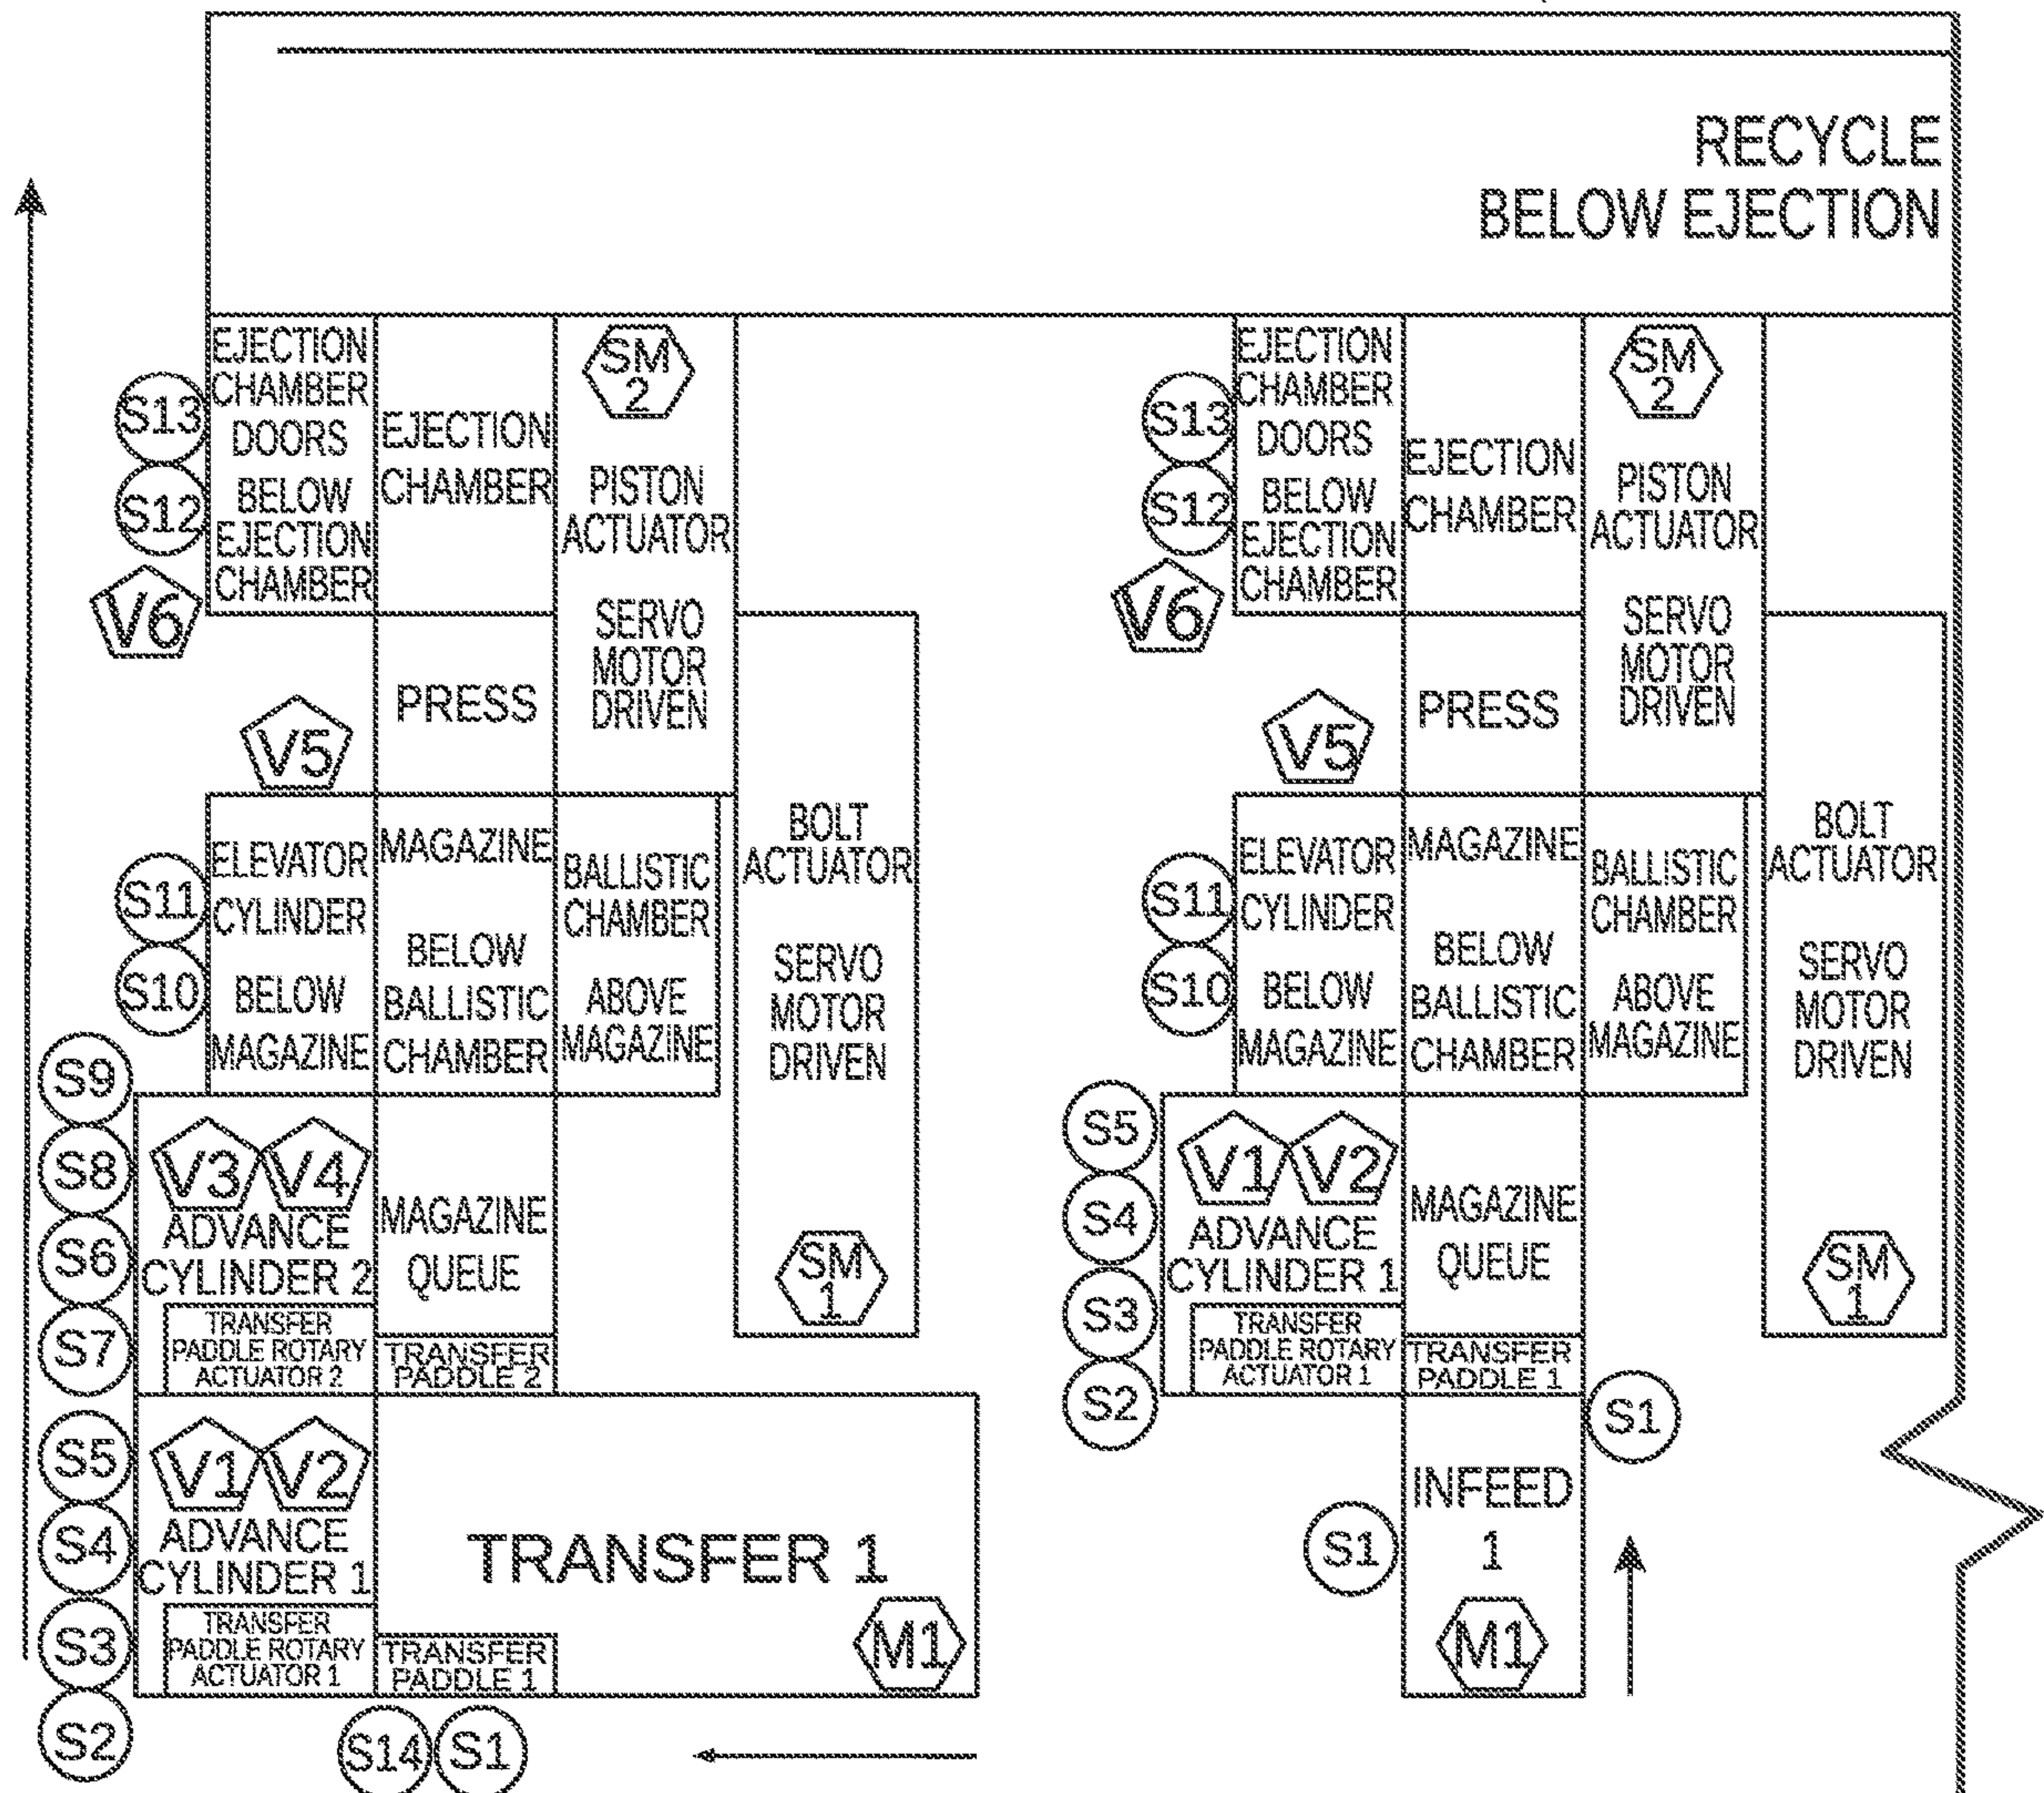 RECYCLE
BELOW EJECTION
EJECTION
CHAMBER
DOORS
BELOW
EJECTION
CHAMBER
S13
S12
V6
EJECTION
CHAMBER
SM
2
PISTON
ACTUATOR
SERVO
MOTOR
DRIVEN
PRESS
V5
ELEVATOR
CYLINDER
BELOW
MAGAZINE
S11
S10
MAGAZINE
BELOW
BALLISTIC
CHAMBER
BALLISTIC
CHAMBER
ABOVE
MAGAZINE
BOLT
ACTUATOR
SERVO
MOTOR
DRIVEN
SM
1
S9
S8
S6
S7
V3 V4
ADVANCE
CYLINDER 2
TRANSFER
PADDLE ROTARY
ACTUATOR 2
MAGAZINE
QUEUE
TRANSFER
PADDLE 2
S5
S4
S3
S2
V1 V2
ADVANCE
CYLINDER 1
TRANSFER
PADDLE ROTARY
ACTUATOR 1
TRANSFER 1
M1
TRANSFER
PADDLE 1
S14 S1
EJECTION
CHAMBER
DOORS
BELOW
EJECTION
CHAMBER
S13
S12
V6
EJECTION
CHAMBER
SM
2
PISTON
ACTUATOR
SERVO
MOTOR
DRIVEN
PRESS
V5
ELEVATOR
CYLINDER
BELOW
MAGAZINE
S11
S10
MAGAZINE
BELOW
BALLISTIC
CHAMBER
BALLISTIC
CHAMBER
ABOVE
MAGAZINE
BOLT
ACTUATOR
SERVO
MOTOR
DRIVEN
SM
1
S5
S4
S3
S2
V1 V2
ADVANCE
CYLINDER 1
TRANSFER
PADDLE ROTARY
ACTUATOR 1
MAGAZINE
QUEUE
TRANSFER
PADDLE 1
S1
INFEED
1
S1
M1